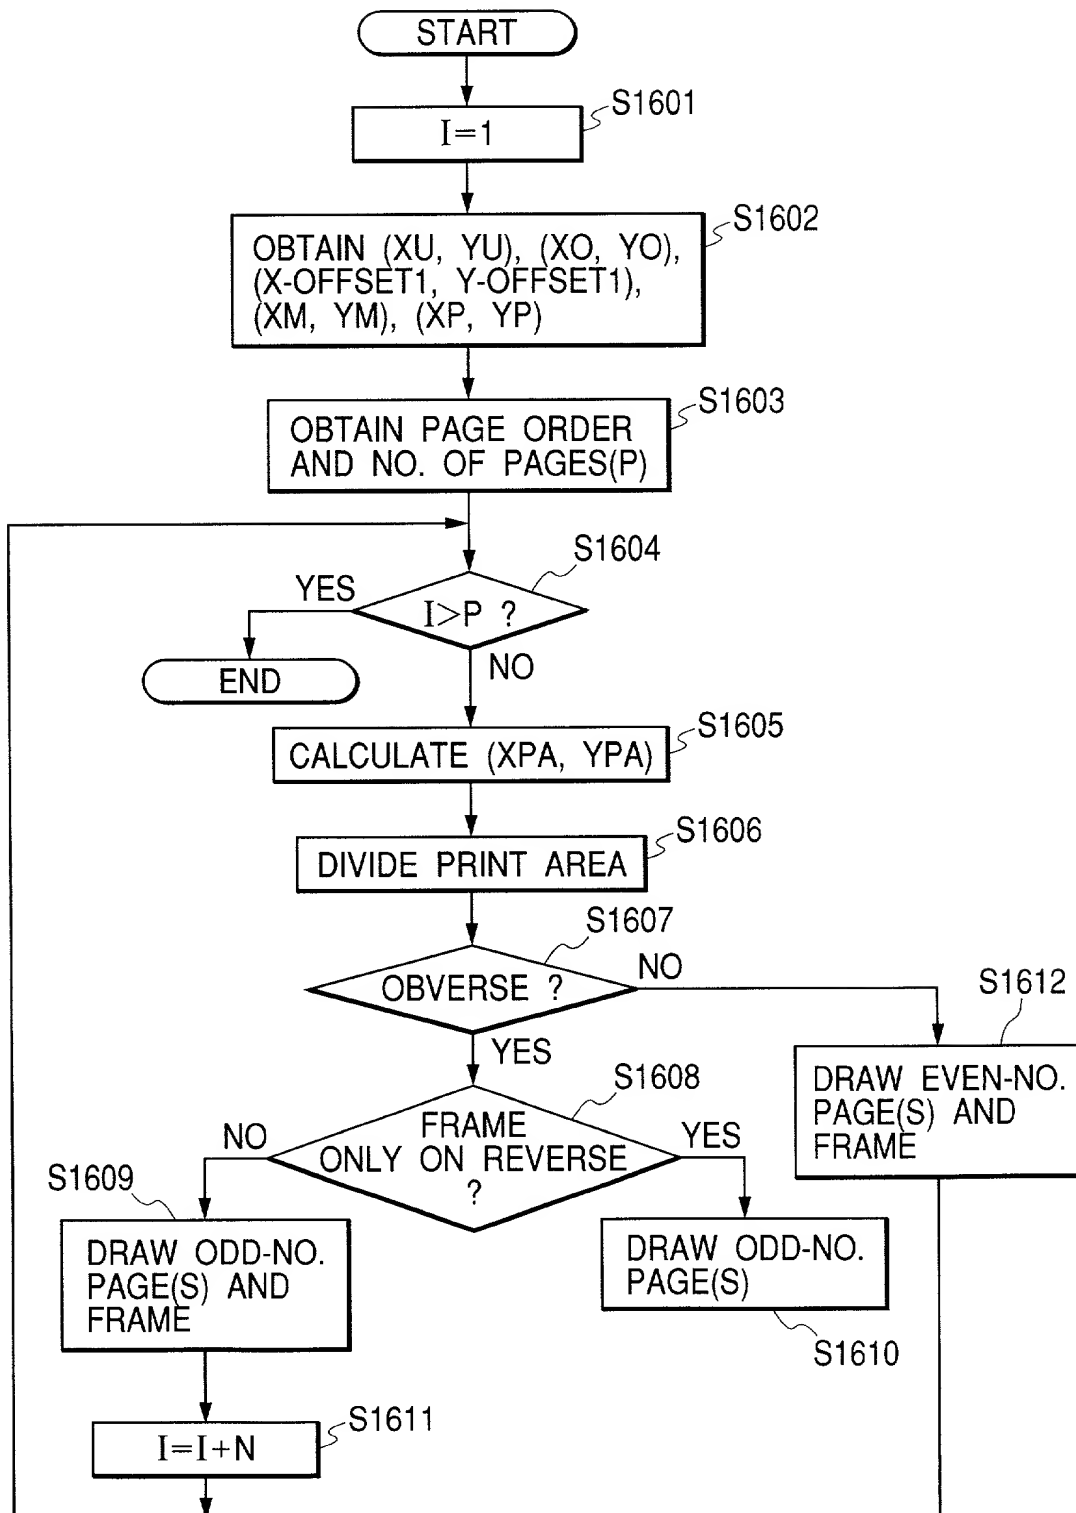 START
S1601
I=1
S1602
OBTAIN (XU, YU), (XO, YO),
(X-OFFSET1, Y-OFFSET1),
(XM, YM), (XP, YP)
S1603
OBTAIN PAGE ORDER
AND NO. OF PAGES(P)
S1604
YES
I>P ?
END
NO
S1605
CALCULATE (XPA, YPA)
S1606
DIVIDE PRINT AREA
S1607
OBVERSE ?
NO
S1612
YES
DRAW EVEN-NO.
PAGE(S) AND
FRAME
S1608
NO
FRAME
ONLY ON REVERSE
?
YES
S1609
DRAW ODD-NO.
PAGE(S) AND
FRAME
DRAW ODD-NO.
PAGE(S)
S1610
S1611
I=I+N